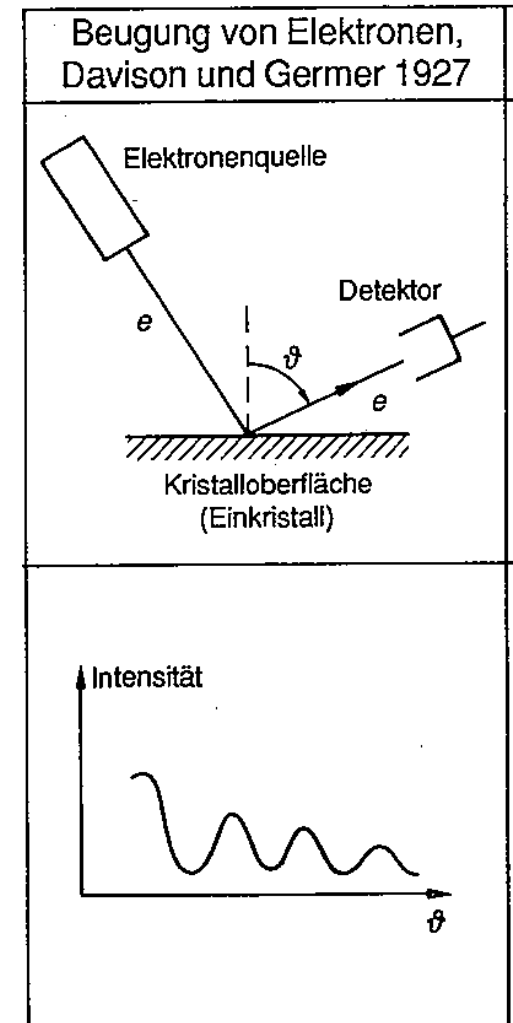 Beugung von Elektronen,
Davison und Germer 1927
Elektronenquelle
Detektor
e
ϑ
e
Kristalloberfläche
(Einkristall)
Intensität
ϑ